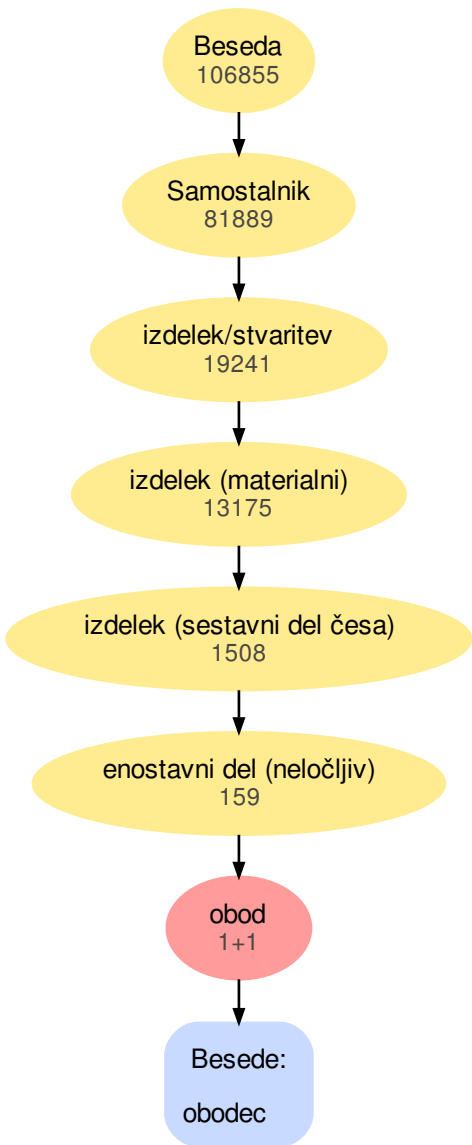 Beseda
106855
Samostalnik
81889
izdelek/stvaritev
19241
izdelek (materialni)
13175
izdelek (sestavni del česa)
1508
enostavni del (neločljiv)
159
obod
1+1
Besede:
obodec